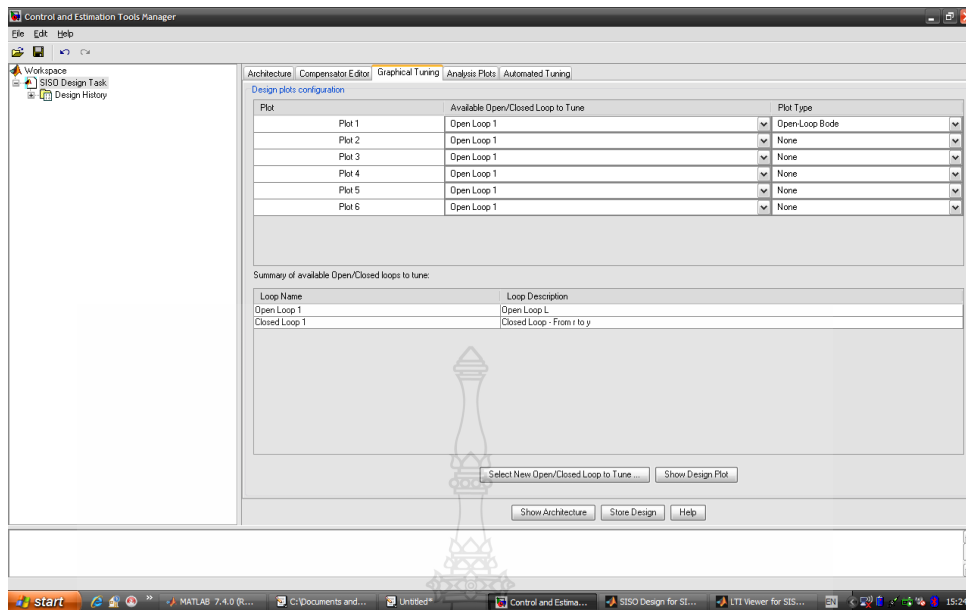 Control and Estimation Tools Manager
File Edit Help
Workspace
SISO Design Task
Design History
Architecture Compensator Editor Graphical Tuning Analysis Plots Automated Tuning
Design plots configuration
Plot Available Open/Closed Loop to Tune Plot Type
Plot 1 Open Loop 1 Open-Loop Bode
Plot 2 Open Loop 1 None
Plot 3 Open Loop 1 None
Plot 4 Open Loop 1 None
Plot 5 Open Loop 1 None
Plot 6 Open Loop 1 None
Summary of available Open/Closed loops to tune:
Loop Name Loop Description
Open Loop 1 Open Loop L
Closed Loop 1 Closed Loop - From r to y
Select New Open/Closed Loop to Tune ... Show Design Plot
Show Architecture Store Design Help
start » MATLAB 7.4.0 (R... C:\Documents and... Untitled* Control and Estima... SISO Design for SI... LTI Viewer for SIS... EN 15:24